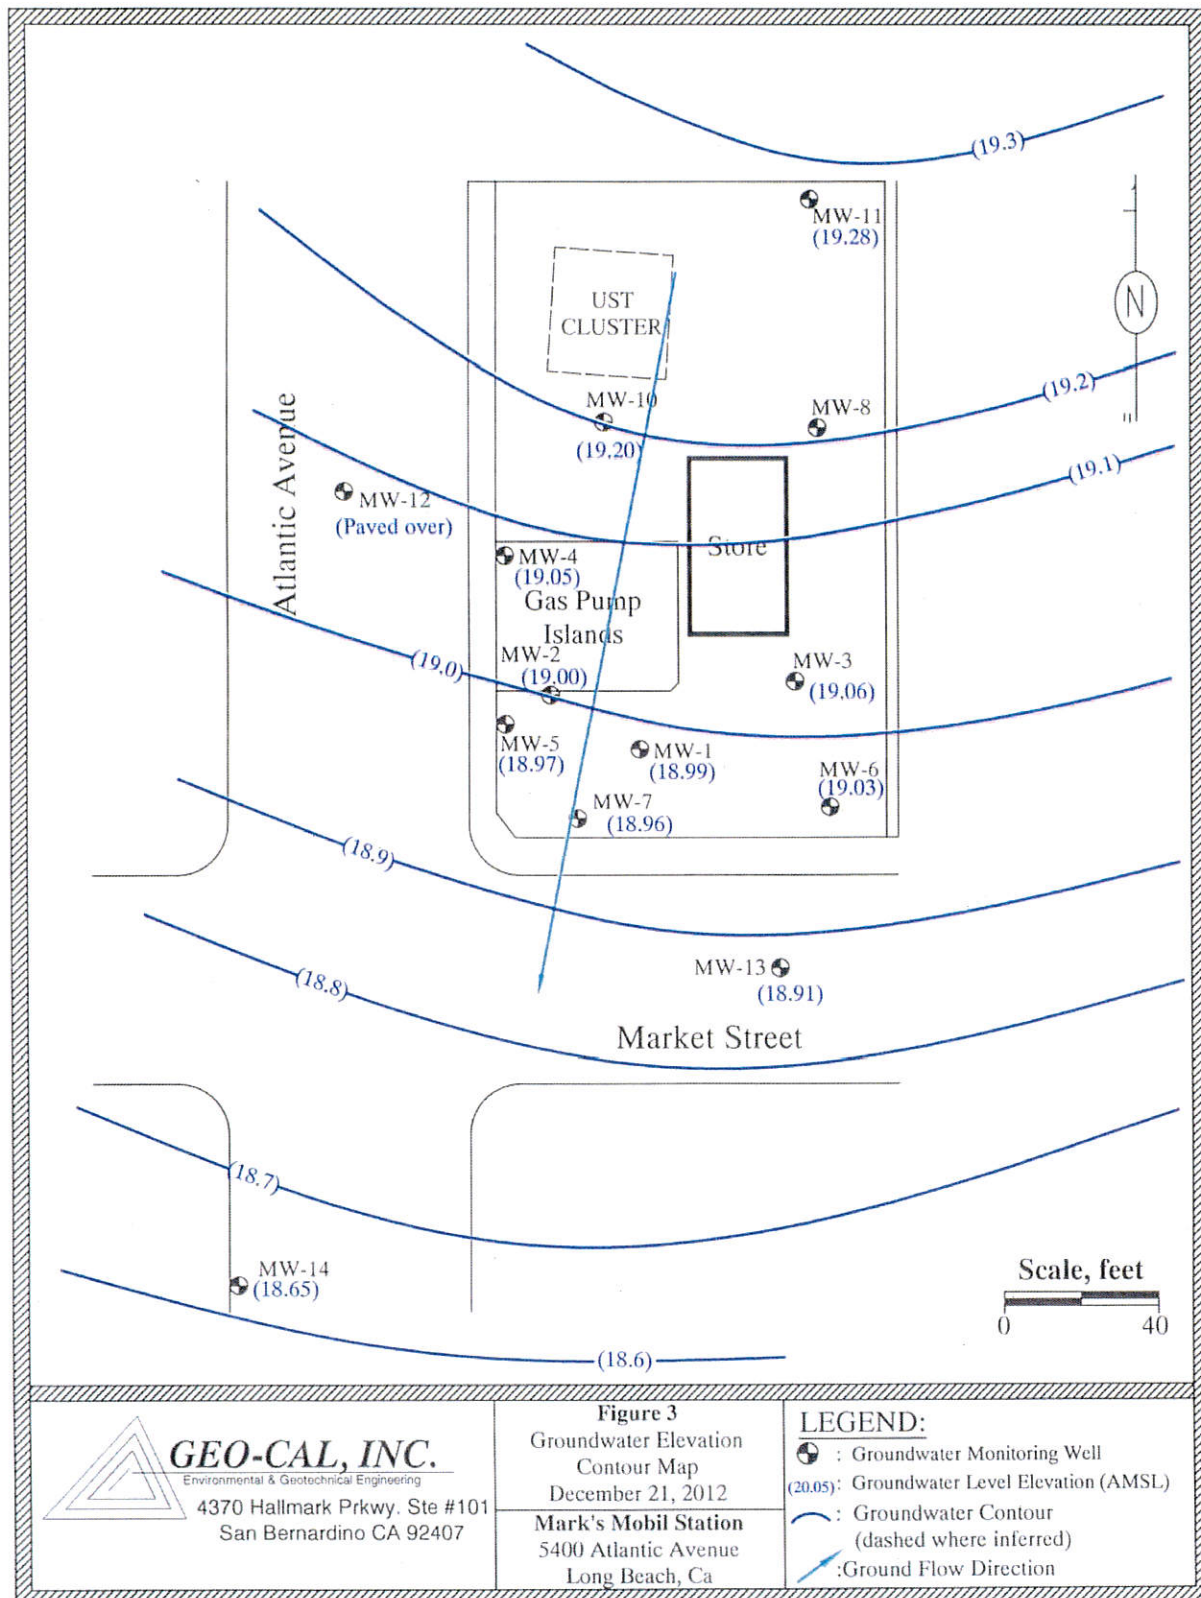 (19.3)
MW-11
(19.28)
UST
CLUSTER
N
(19.2)
MW-10
(19.20)
MW-8
(19.1)
Atlantic Avenue
MW-12
(Paved over)
MW-4
(19.05)
Store
Gas Pump
Islands
MW-2
(19.00)
(19.0)
MW-3
(19.06)
MW-5
(18.97)
MW-1
(18.99)
MW-6
(19.03)
MW-7
(18.96)
(18.9)
MW-13
(18.91)
(18.8)
Market Street
(18.7)
MW-14
(18.65)
Scale, feet
0 40
(18.6)
GEO-CAL, INC.
Environmental & Geotechnical Engineering
4370 Hallmark Prkwy. Ste #101
San Bernardino CA 92407
Figure 3
Groundwater Elevation
Contour Map
December 21, 2012
Mark's Mobil Station
5400 Atlantic Avenue
Long Beach, Ca
LEGEND:
: Groundwater Monitoring Well
(20.05): Groundwater Level Elevation (AMSL)
: Groundwater Contour
(dashed where inferred)
:Ground Flow Direction